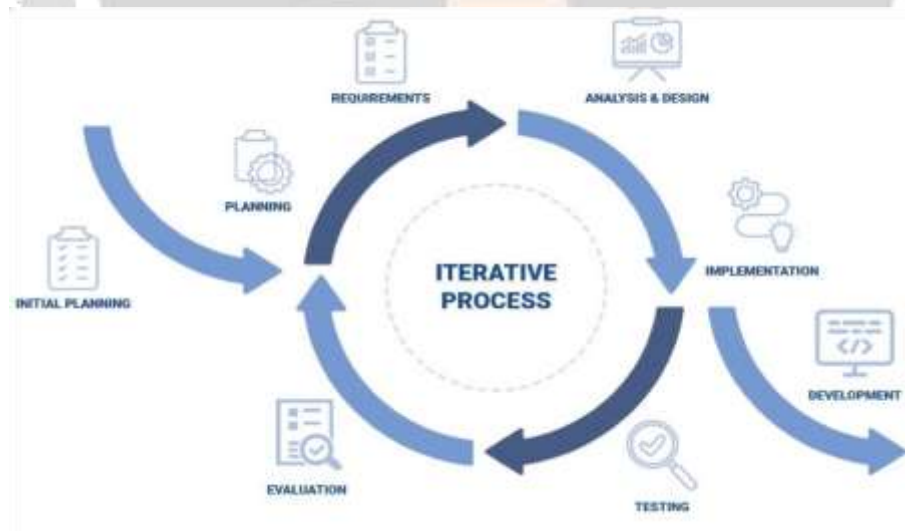 REQUIREMENTS
ANALYSIS & DESIGN
PLANNING
INITIAL PLANNING
ITERATIVE
PROCESS
IMPLEMENTATION
DEVELOPMENT
EVALUATION
TESTING